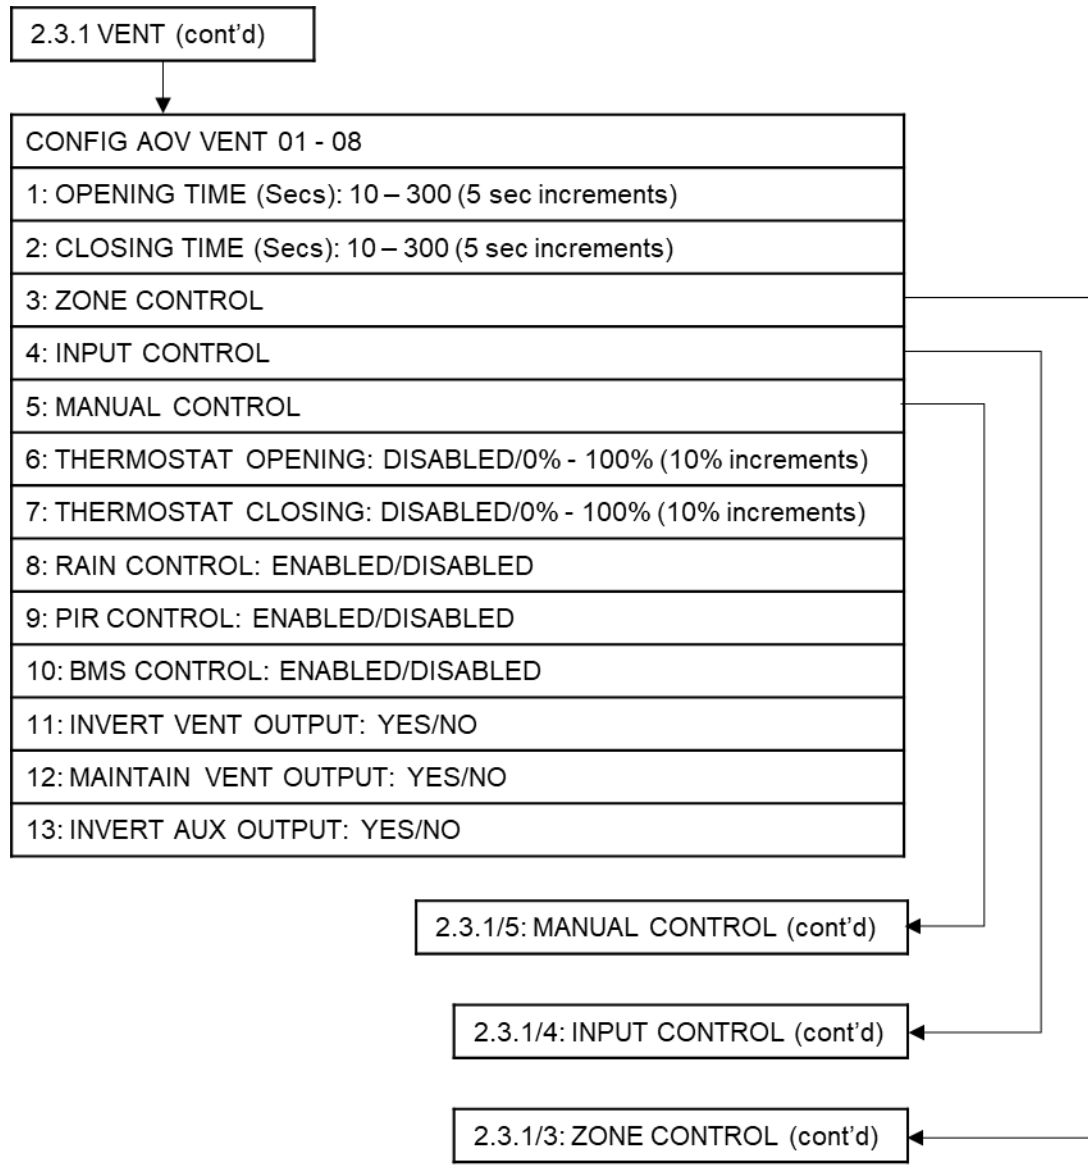 2.3.1 VENT (cont’d)
CONFIG AOV VENT 01 - 08
1: OPENING TIME (Secs): 10 – 300 (5 sec increments)
2: CLOSING TIME (Secs): 10 – 300 (5 sec increments)
3: ZONE CONTROL
4: INPUT CONTROL
5: MANUAL CONTROL
6: THERMOSTAT OPENING: DISABLED/0% - 100% (10% increments)
7: THERMOSTAT CLOSING: DISABLED/0% - 100% (10% increments)
8: RAIN CONTROL: ENABLED/DISABLED
9: PIR CONTROL: ENABLED/DISABLED
10: BMS CONTROL: ENABLED/DISABLED
11: INVERT VENT OUTPUT: YES/NO
12: MAINTAIN VENT OUTPUT: YES/NO
13: INVERT AUX OUTPUT: YES/NO
2.3.1/5: MANUAL CONTROL (cont’d)
2.3.1/4: INPUT CONTROL (cont’d)
2.3.1/3: ZONE CONTROL (cont’d)